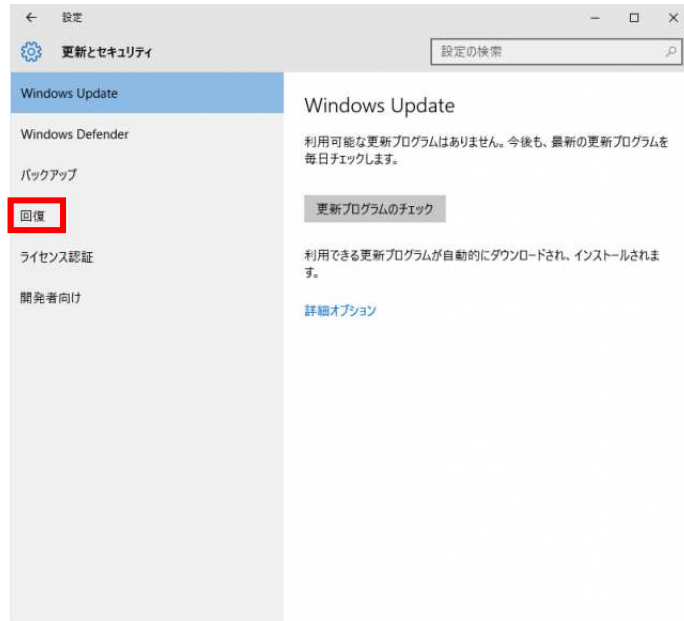 設定
更新とセキュリティ
設定の検索
Windows Update
Windows Defender
バックアップ
回復
ライセンス認証
開発者向け
Windows Update
利用可能な更新プログラムはありません。今後も、最新の更新プログラムを
毎日チェックします。
更新プログラムのチェック
利用できる更新プログラムが自動的にダウンロードされ、インストールされま
す。
詳細オプション